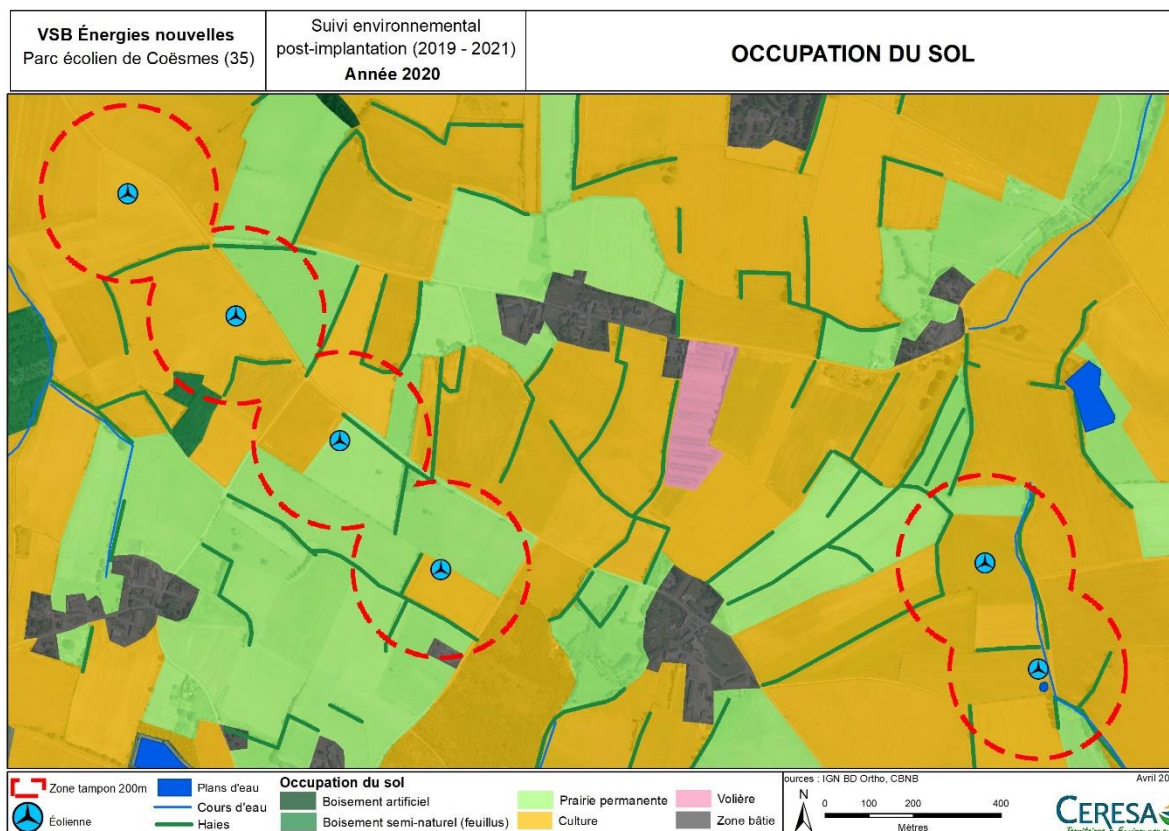 VSB Énergies nouvelles
Parc écolien de Coësmes (35)
Suivi environnemental
post-implantation (2019 - 2021)
Année 2020
OCCUPATION DU SOL
Zone tampon 200m
Éolienne
Plans d'eau
Cours d'eau
Haies
Occupation du sol
Boisement artificiel
Boisement semi-naturel (feuillus)
Prairie permanente
Culture
Volière
Zone bâtie
ources : IGN BD Ortho, CBNB
Avril 20
N
0 100 200 400
Mètres
CERESA